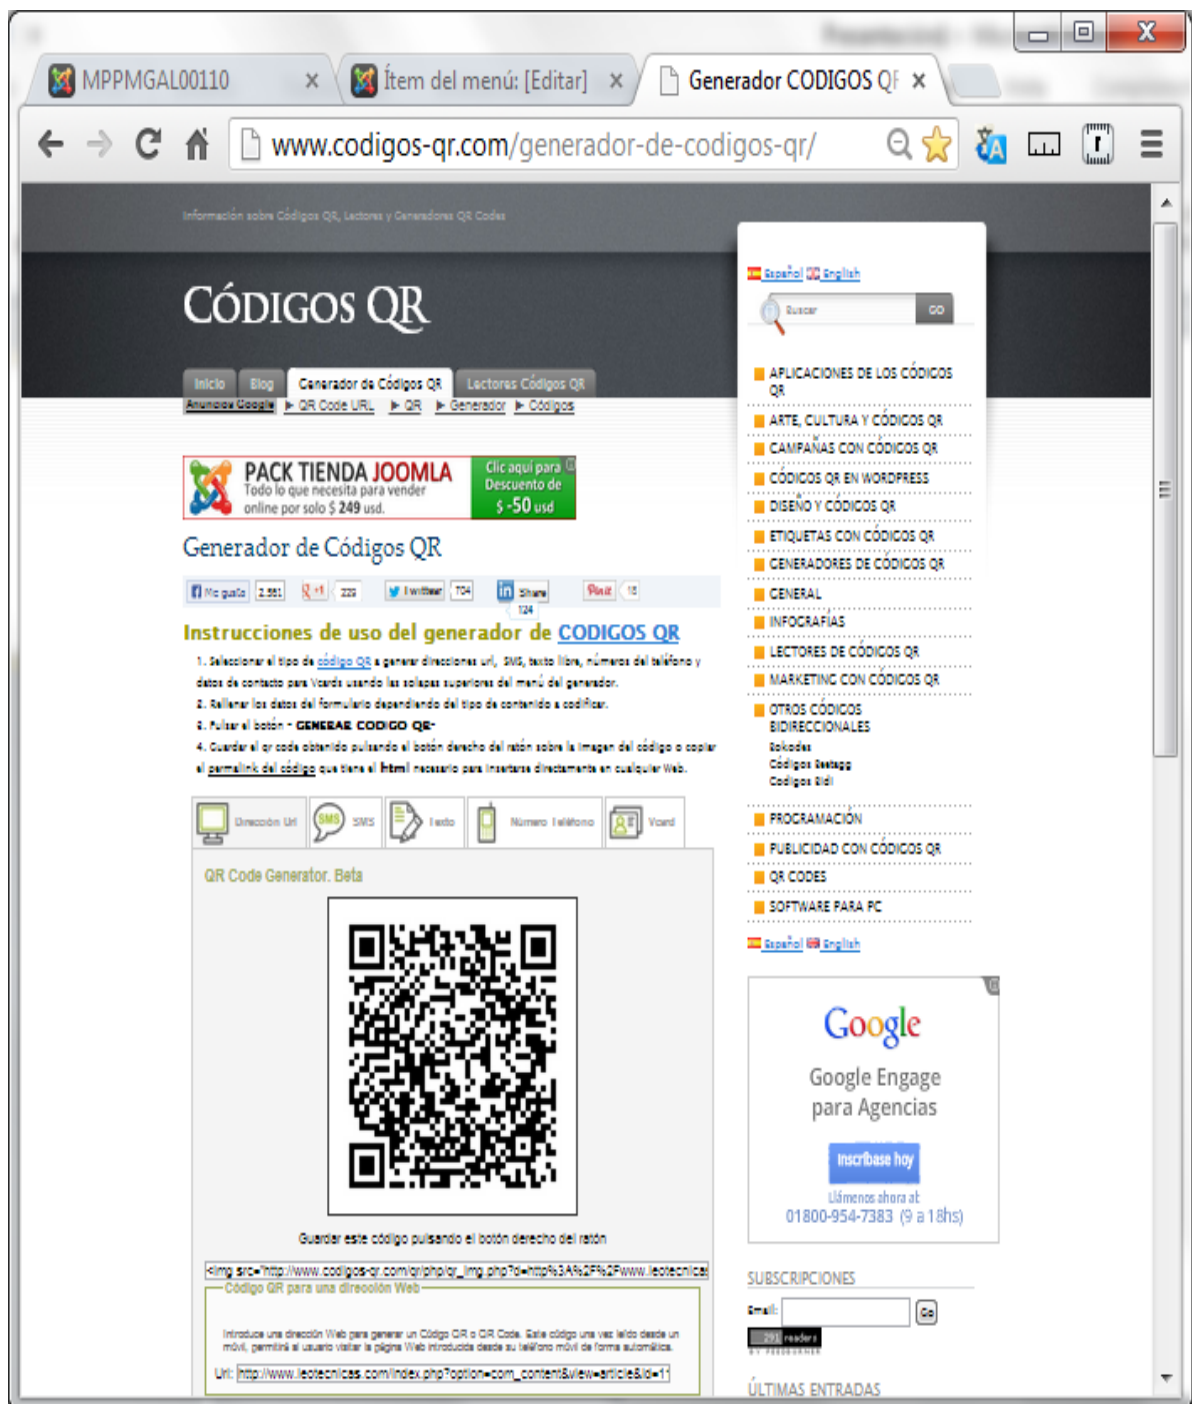 MPPMGAL00110
Ítem del menú: [Editar]
Generador CODIGOS QR
www.codigos-qr.com/generador-de-codigos-qr/
Información sobre Códigos QR, Lectores y Generadores QR Codes
CÓDIGOS QR
Inicio Blog Generador de Códigos QR Lectores Códigos QR
Anuncios Google QR Code URL QR Generador Códigos
PACK TIENDA JOOMLA
Todo lo que necesita para vender
online por solo $ 249 usd.
Clic aquí para
Descuento de
$ -50 usd
Generador de Códigos QR
Me gusta 2.581 +1 229 Twittear 704 Share Pin it 18
124
Instrucciones de uso del generador de CODIGOS QR
1. Seleccionar el tipo de código QR a generar direcciones url, SMS, texto libre, números del teléfono y
datos de contacto para Vcards usando las solapas superiores del menú del generador.
2. Rellenar los datos del formulario dependiendo del tipo de contenido a codificar.
3. Pulsar el botón - GENERAR CODIGO QR-
4. Guardar el qr code obtenido pulsando el botón derecho del ratón sobre la imagen del código o copiar
el permalink del código que tiene el html necesario para insertarse directamente en cualquier Web.
Dirección Url SMS SMS Texto Número Teléfono Vcard
QR Code Generator. Beta
Guardar este código pulsando el botón derecho del ratón
<img src="http://www.codigos-qr.com/qr/php/qr_img.php?d=http%3A%2F%2Fwww.leotecnicas
Código QR para una dirección Web
Introduce una dirección Web para generar un Código QR o QR Code. Este código una vez leído desde un
móvil, permitirá al usuario visitar la página Web introducida desde su teléfono móvil de forma automática.
Url: http://www.leotecnicas.com/index.php?option=com_content&view=article&id=1
Español English
Buscar GO
APLICACIONES DE LOS CÓDIGOS
QR
ARTE, CULTURA Y CÓDIGOS QR
CAMPAÑAS CON CÓDIGOS QR
CÓDIGOS QR EN WORDPRESS
DISEÑO Y CÓDIGOS QR
ETIQUETAS CON CÓDIGOS QR
GENERADORES DE CÓDIGOS QR
GENERAL
INFOGRAFÍAS
LECTORES DE CÓDIGOS QR
MARKETING CON CÓDIGOS QR
OTROS CÓDIGOS
BIDIRECCIONALES
Bokodes
Códigos Beetagg
Codigos Bidi
PROGRAMACIÓN
PUBLICIDAD CON CÓDIGOS QR
QR CODES
SOFTWARE PARA PC
Español English
Google
Google Engage
para Agencias
Inscríbase hoy
Llámenos ahora al:
01800-954-7383 (9 a 18hs)
SUBSCRIPCIONES
Email: Go
291 readers
BY FEEDBURNER
ÚLTIMAS ENTRADAS